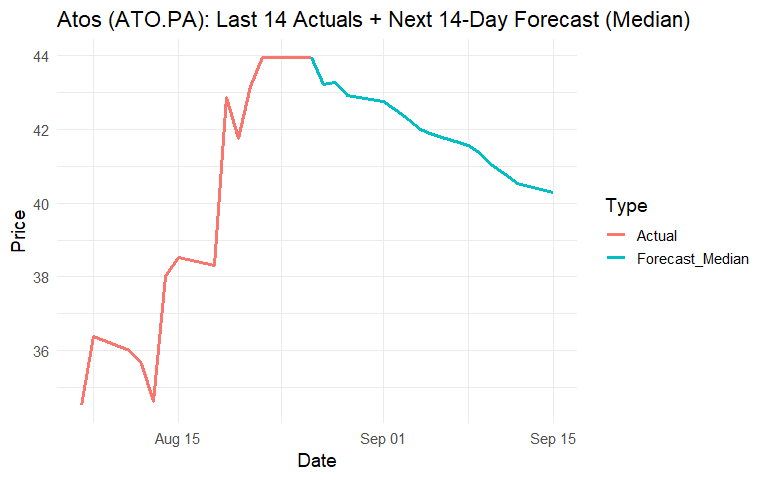 Atos (ATO.PA): Last 14 Actuals + Next 14-Day Forecast (Median)
44
42
40
38
36
Price
Aug 15
Sep 01
Sep 15
Date
Type
Actual
Forecast_Median